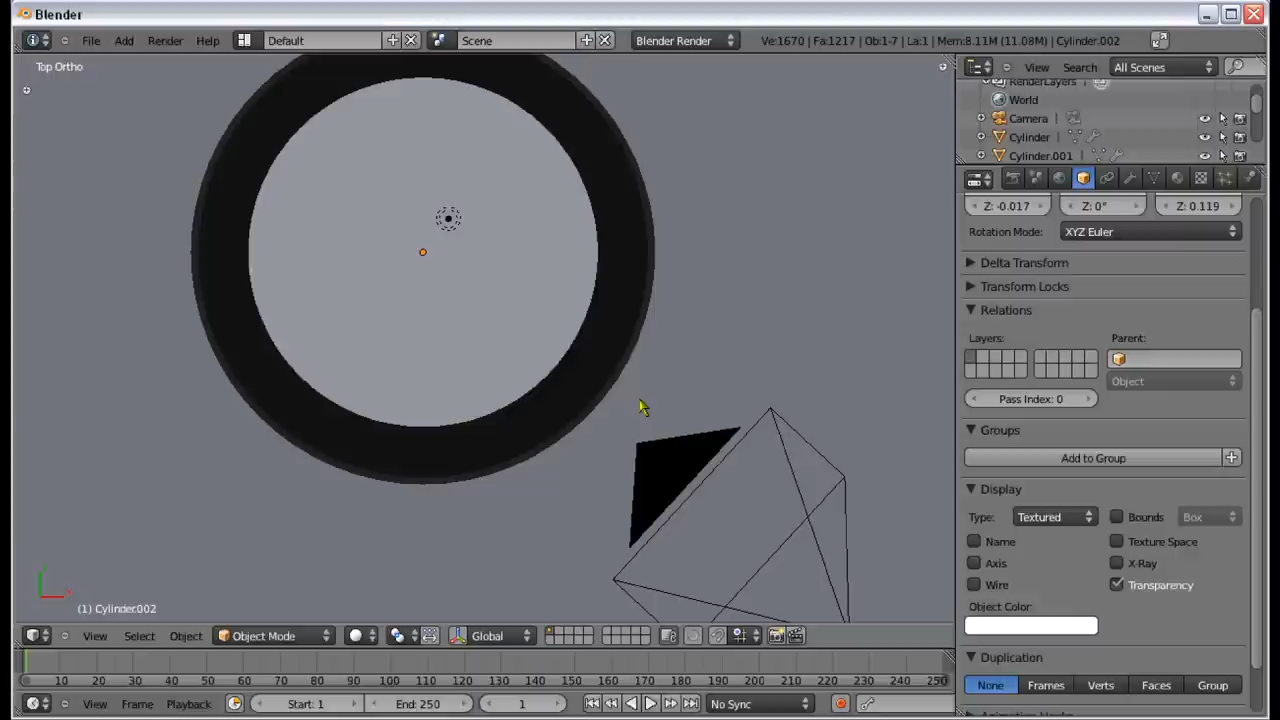 Blender
File Add Render Help Default Scene Blender Render Ve:1670 | Fa:1217 | Ob:1-7 | La:1 | Mem:8.11M (11.08M) | Cylinder.002
Top Ortho
View Search All Scenes
RenderLayers
World
Camera
Cylinder
Cylinder.001
Z: -0.017 Z: 0° Z: 0.119
Rotation Mode: XYZ Euler
Delta Transform
Transform Locks
Relations
Layers: Parent:
Object
Pass Index: 0
Groups
Add to Group
Display
Type: Textured Bounds Box
Name Texture Space
Axis X-Ray
Wire Transparency
Object Color:
Duplication
None Frames Verts Faces Group
(1) Cylinder.002
View Select Object Object Mode Global
10 20 30 40 50 60 70 80 90 100 110 120 130 140 150 160 170 180 190 200 210 220 230 240 250
View Frame Playback Start: 1 End: 250 1 No Sync